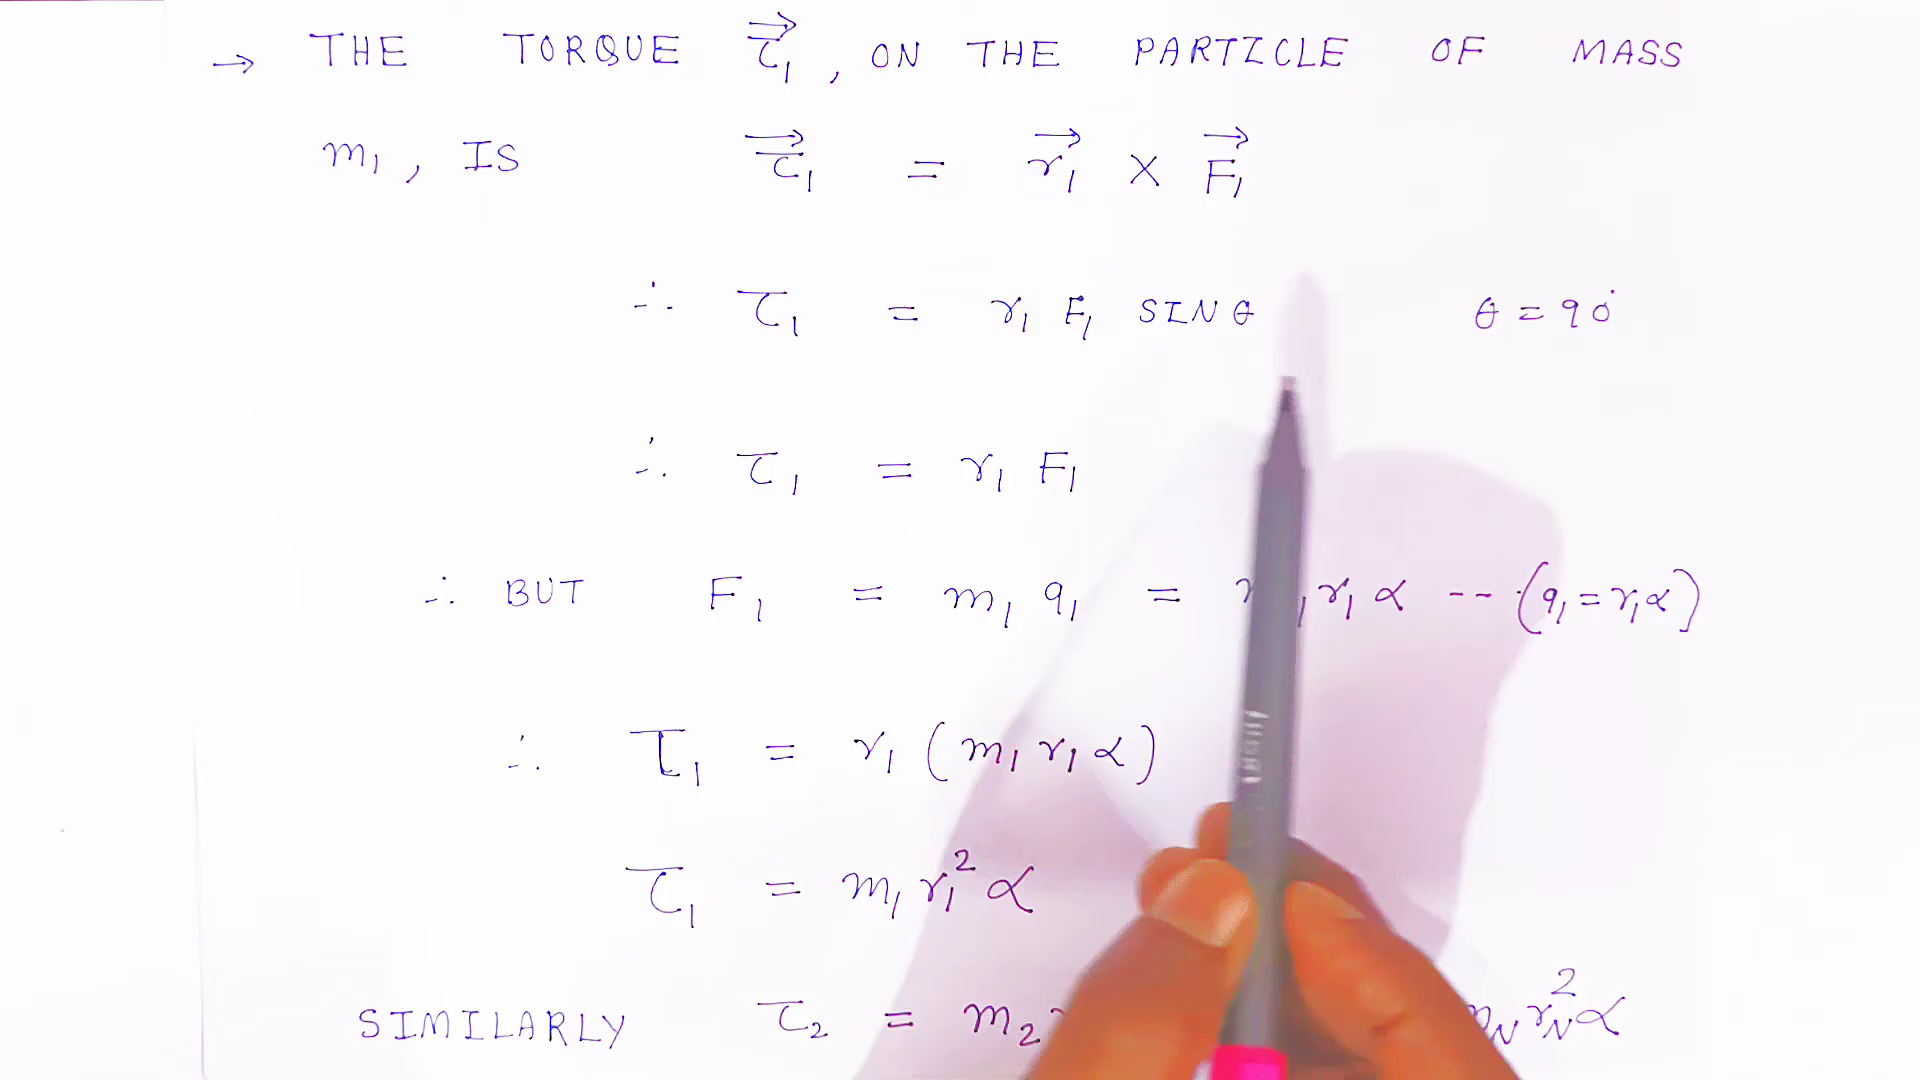 → THE TORQUE τ⃗₁, ON THE PARTICLE OF MASS
m₁, IS τ⃗₁ = r⃗₁ × F⃗₁
∴ τ₁ = r₁ F₁ SIN θ θ = 90°
∴ τ₁ = r₁ F₁
∴ BUT F₁ = m₁ a₁ = r₁ α -- (a₁ = r₁α)
∴ τ₁ = r₁ (m₁ r₁ α)
τ₁ = m₁ r₁² α
SIMILARLY τ₂ = m₂ r_N² α